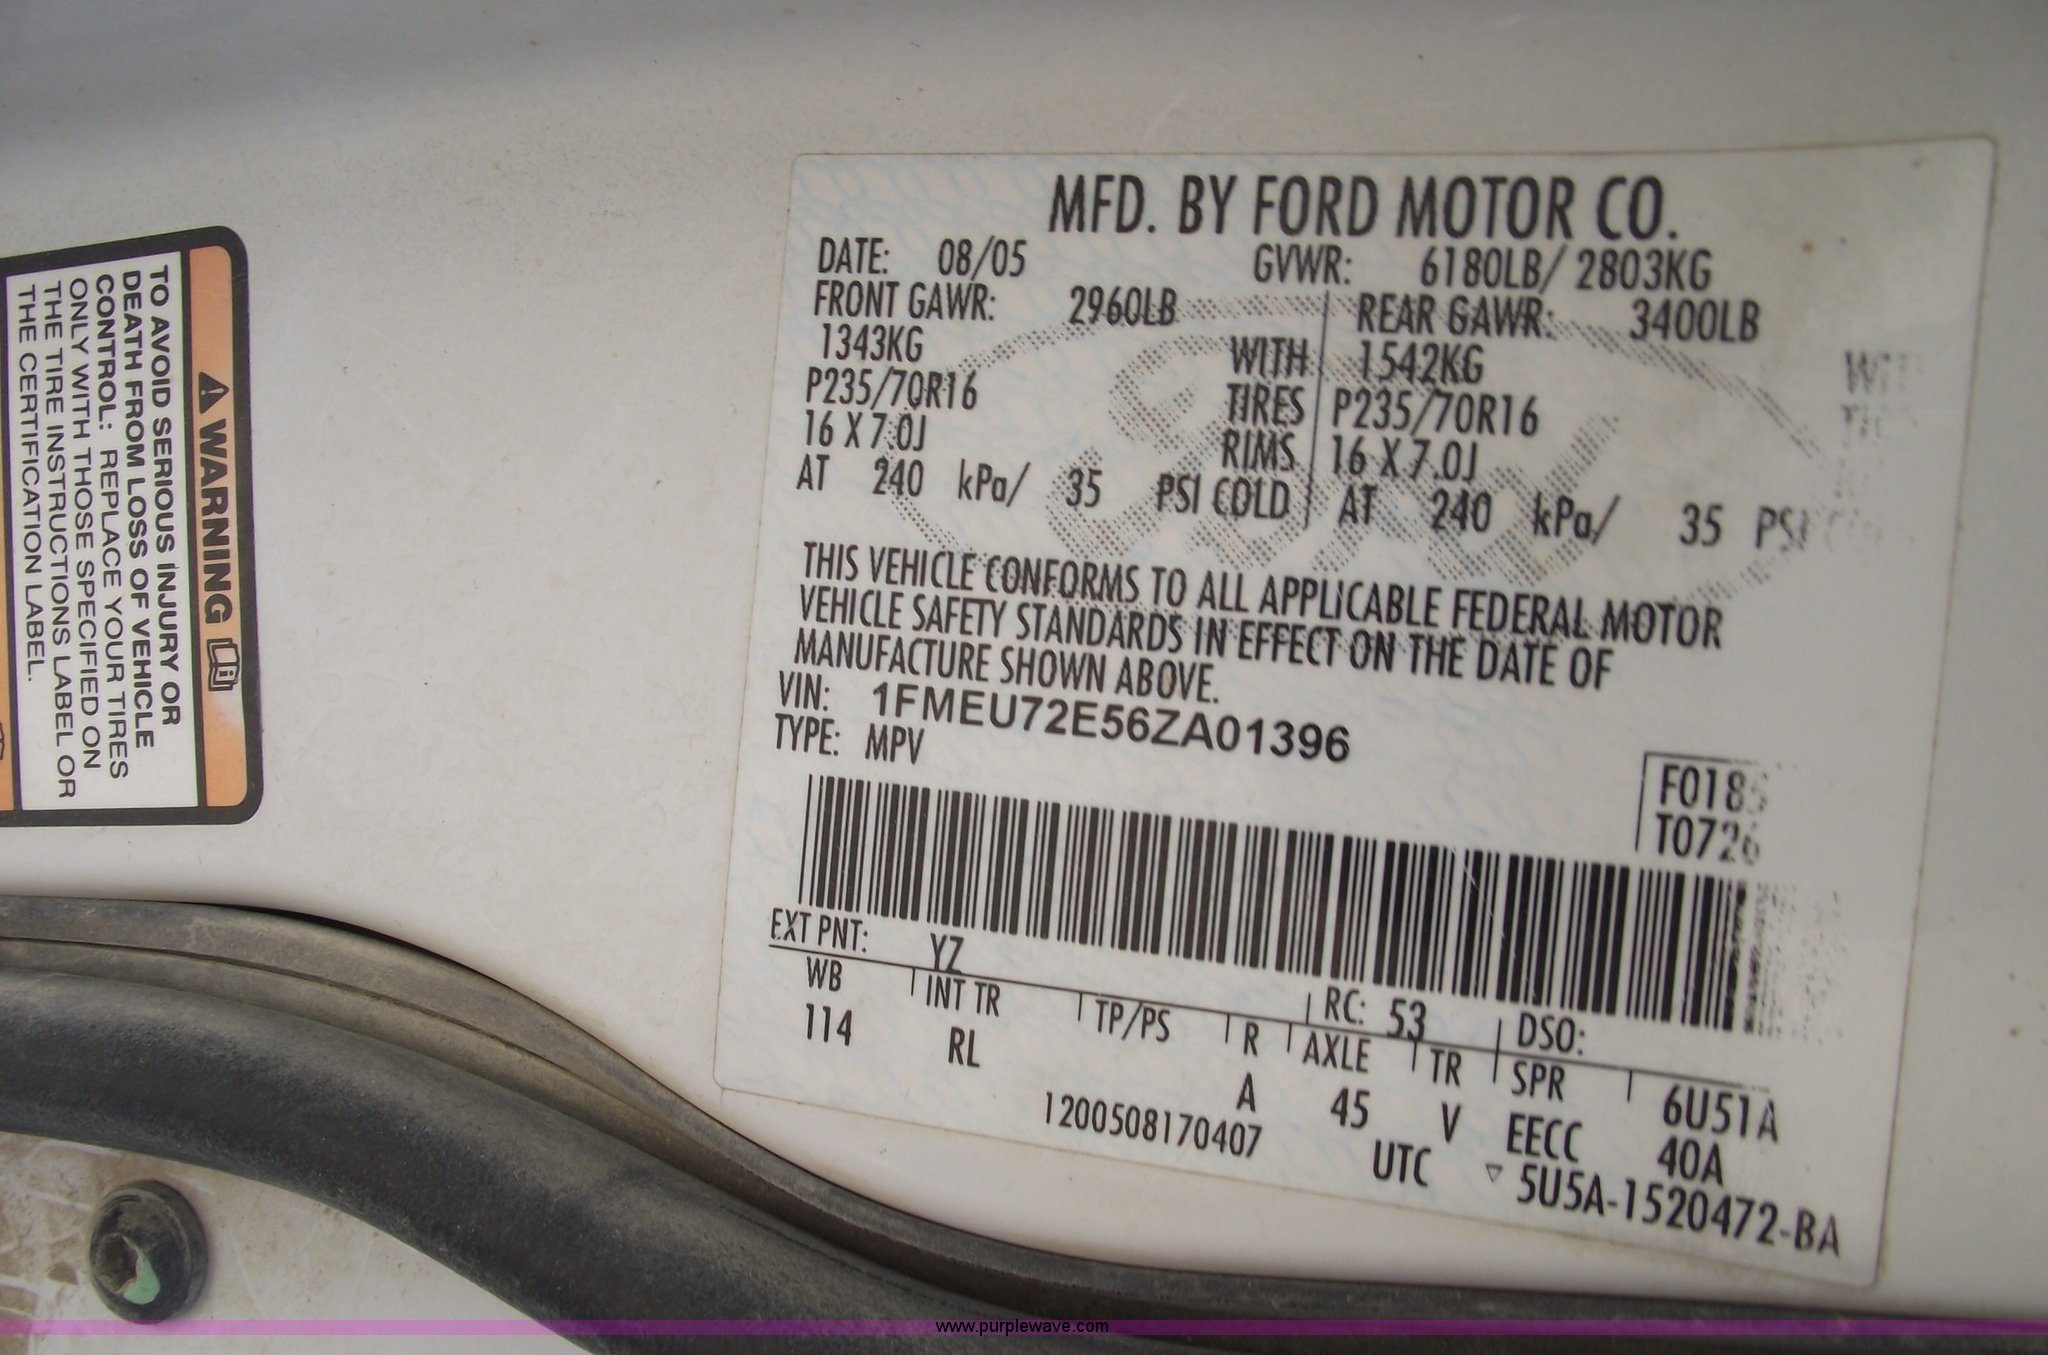 MFD. BY FORD MOTOR CO.
DATE: 08/05 GVWR: 6180LB/ 2803KG
FRONT GAWR: 2960LB REAR GAWR: 3400LB
1343KG WITH 1542KG
P235/70R16 TIRES P235/70R16
16 X 7.0J RIMS 16 X 7.0J
AT 240 kPa/ 35 PSI COLD AT 240 kPa/ 35 PSI
THIS VEHICLE CONFORMS TO ALL APPLICABLE FEDERAL MOTOR
VEHICLE SAFETY STANDARDS IN EFFECT ON THE DATE OF
MANUFACTURE SHOWN ABOVE.
VIN: 1FMEU72E56ZA01396
TYPE: MPV
F0185
T0726
EXT PNT: YZ RC: 53 DSO:
WB INT TR TP/PS R AXLE TR SPR 6U51A
114 RL A 45 V EECC 40A
1200508170407 UTC ▽ 5U5A-1520472-BA
⚠ WARNING
TO AVOID SERIOUS INJURY OR
DEATH FROM LOSS OF VEHICLE
CONTROL: REPLACE YOUR TIRES
ONLY WITH THOSE SPECIFIED ON
THE TIRE INSTRUCTIONS LABEL OR
THE CERTIFICATION LABEL.
www.purplewave.com